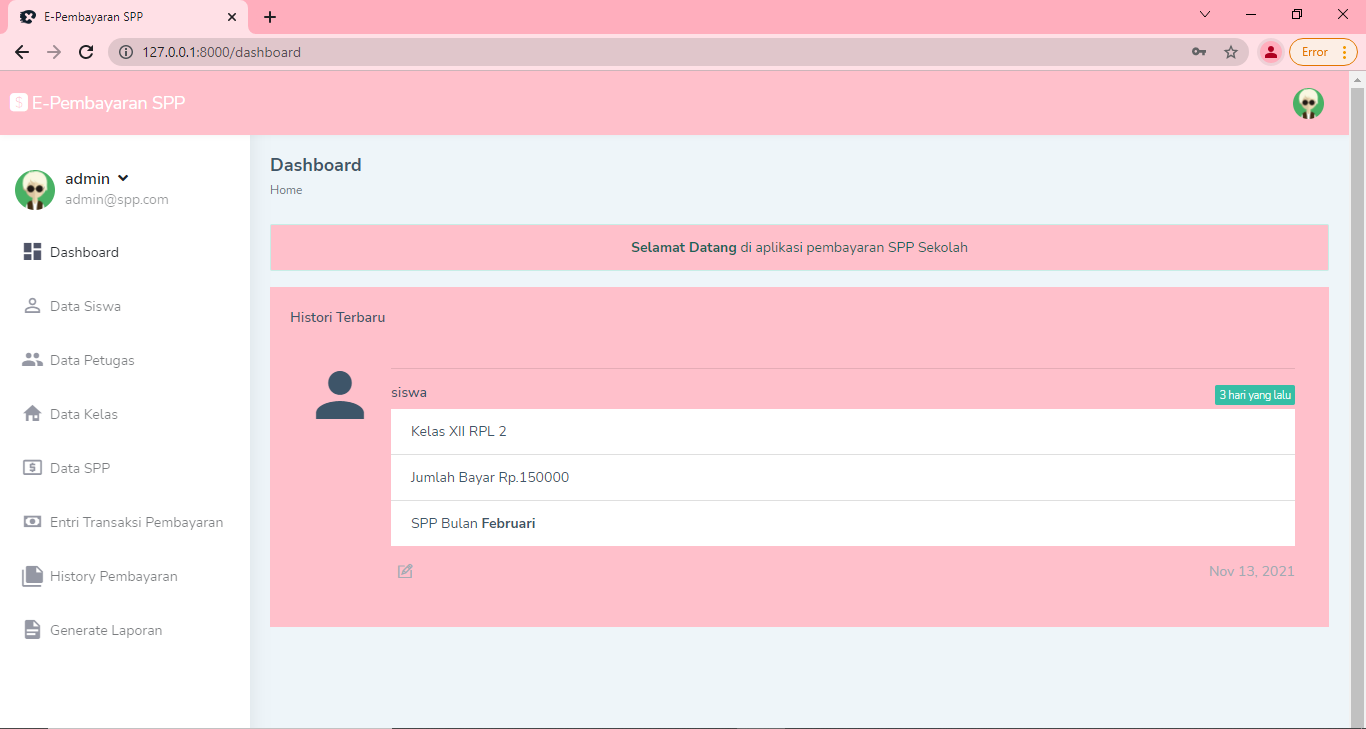 E-Pembayaran SPP
127.0.0.1:8000/dashboard
Error
E-Pembayaran SPP
admin
admin@spp.com
Dashboard
Data Siswa
Data Petugas
Data Kelas
Data SPP
Entri Transaksi Pembayaran
History Pembayaran
Generate Laporan
Dashboard
Home
Selamat Datang di aplikasi pembayaran SPP Sekolah
Histori Terbaru
siswa
3 hari yang lalu
Kelas XII RPL 2
Jumlah Bayar Rp.150000
SPP Bulan Februari
Nov 13, 2021